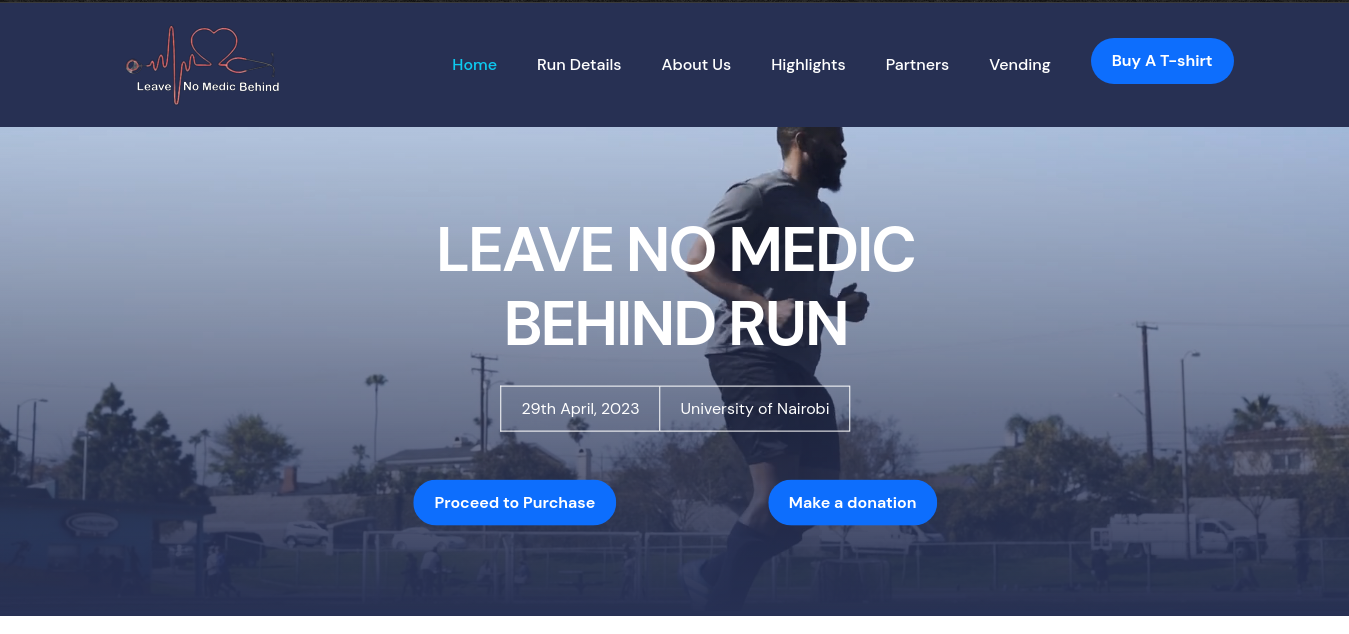 Leave No Medic Behind
Home Run Details About Us Highlights Partners Vending Buy A T-shirt
LEAVE NO MEDIC
BEHIND RUN
29th April, 2023 University of Nairobi
Proceed to Purchase Make a donation